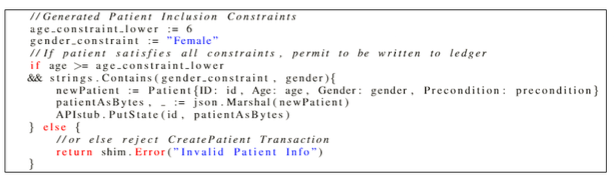 //Generated Patient Inclusion Constraints
age_constraint_lower := 6
gender_constraint := "Female"
//If patient satisfies all constraints, permit to be written to ledger
if age >= age_constraint_lower
&& strings.Contains(gender_constraint, gender){
newPatient := Patient{ID: id, Age: age, Gender: gender, Precondition: precondition}
patientAsBytes, _ := json.Marshal(newPatient)
APIstub.PutState(id, patientAsBytes)
} else {
//or else reject CreatePatient Transaction
return shim.Error("Invalid Patient Info")
}